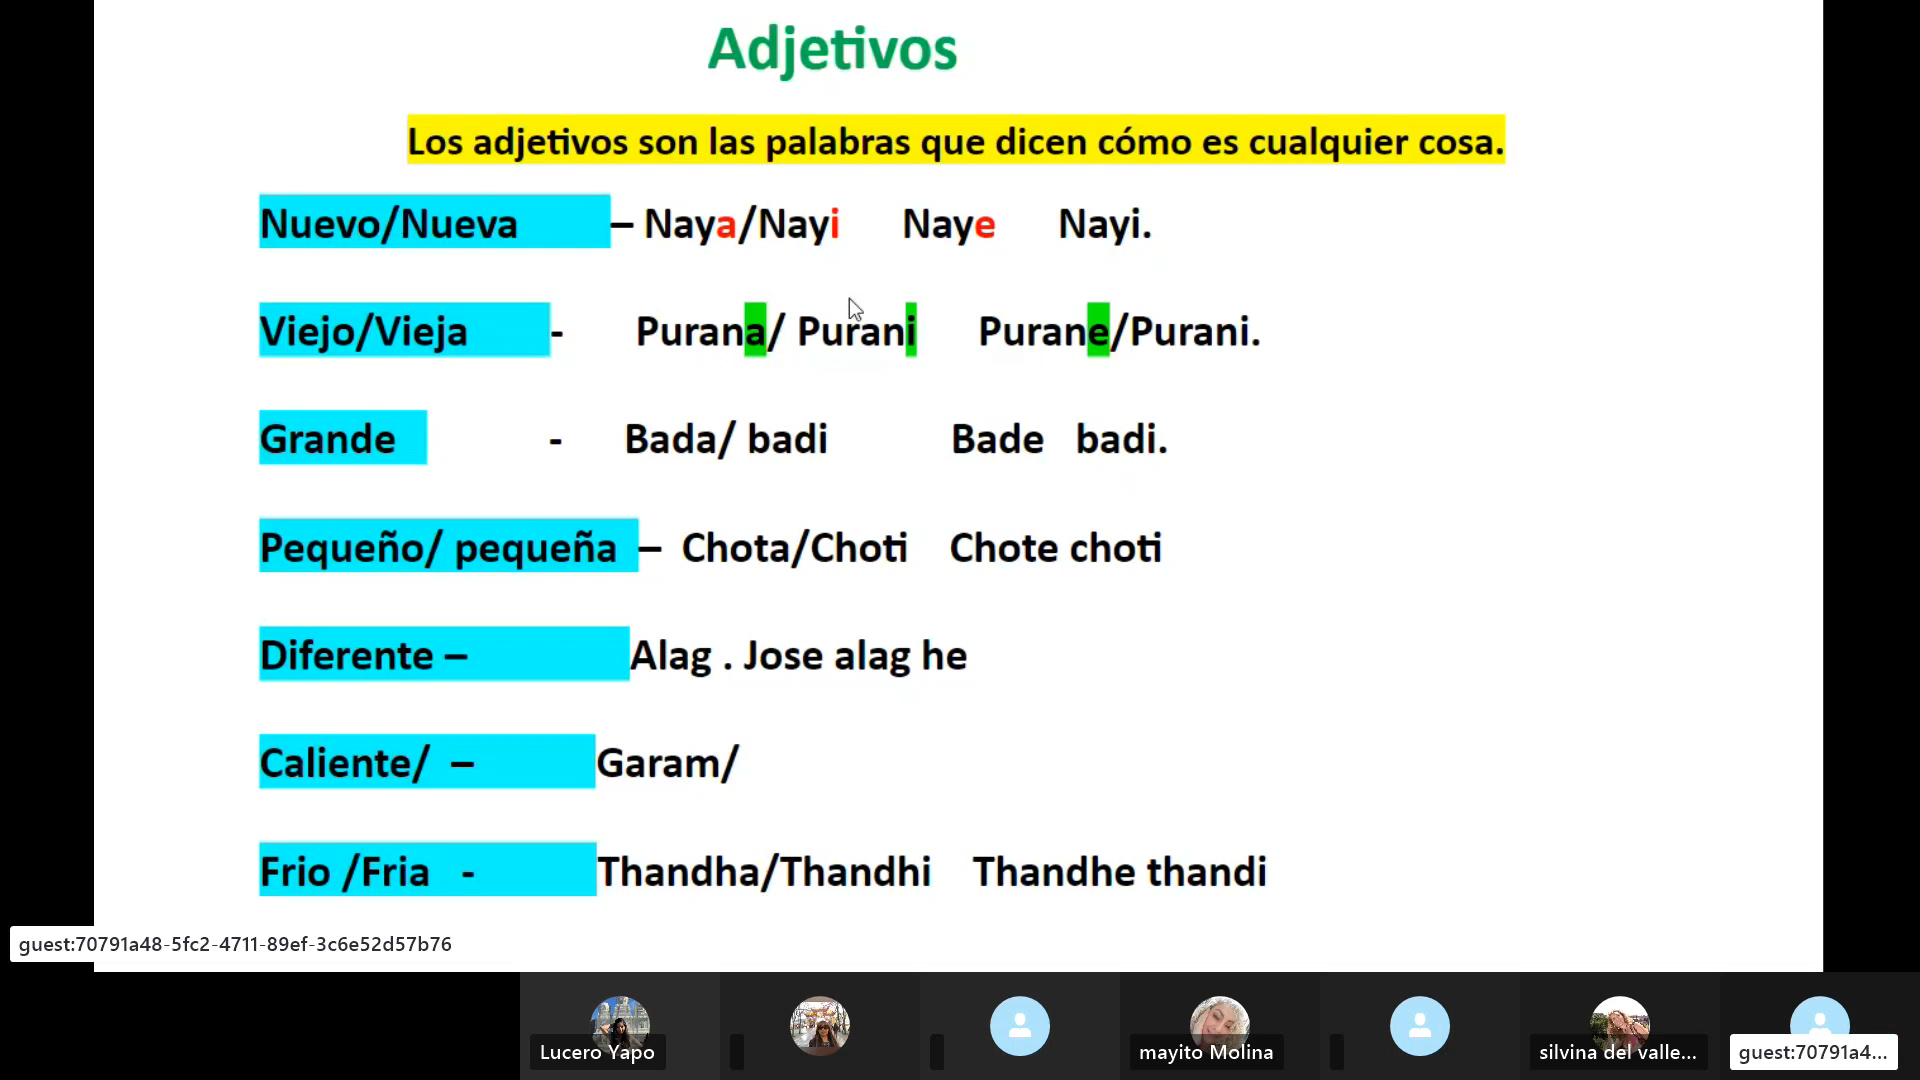 Adjetivos
Los adjetivos son las palabras que dicen cómo es cualquier cosa.
Nuevo/Nueva – Naya/Nayi Naye Nayi.
Viejo/Vieja - Purana/ Purani Purane/Purani.
Grande - Bada/ badi Bade badi.
Pequeño/ pequeña – Chota/Choti Chote choti
Diferente – Alag . Jose alag he
Caliente/ – Garam/
Frio /Fria - Thandha/Thandhi Thandhe thandi
guest:70791a48-5fc2-4711-89ef-3c6e52d57b76
Lucero Yapo
mayito Molina
silvina del valle...
guest:70791a4...